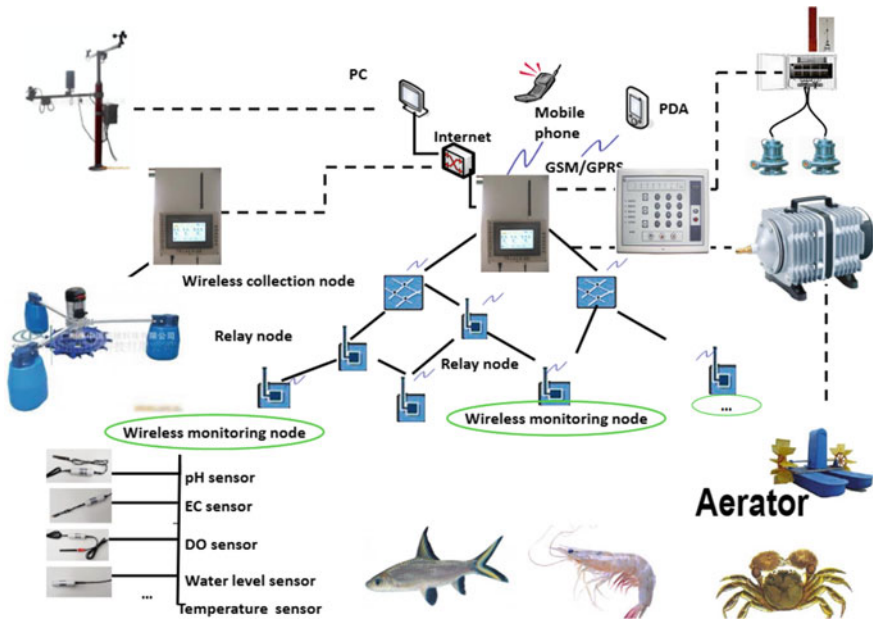 PC
Mobile
phone
PDA
Internet
GSM/GPRS
Wireless collection node
Relay node
Relay node
Wireless monitoring node
Wireless monitoring node
...
pH sensor
EC sensor
DO sensor
Water level sensor
...
Temperature sensor
Aerator